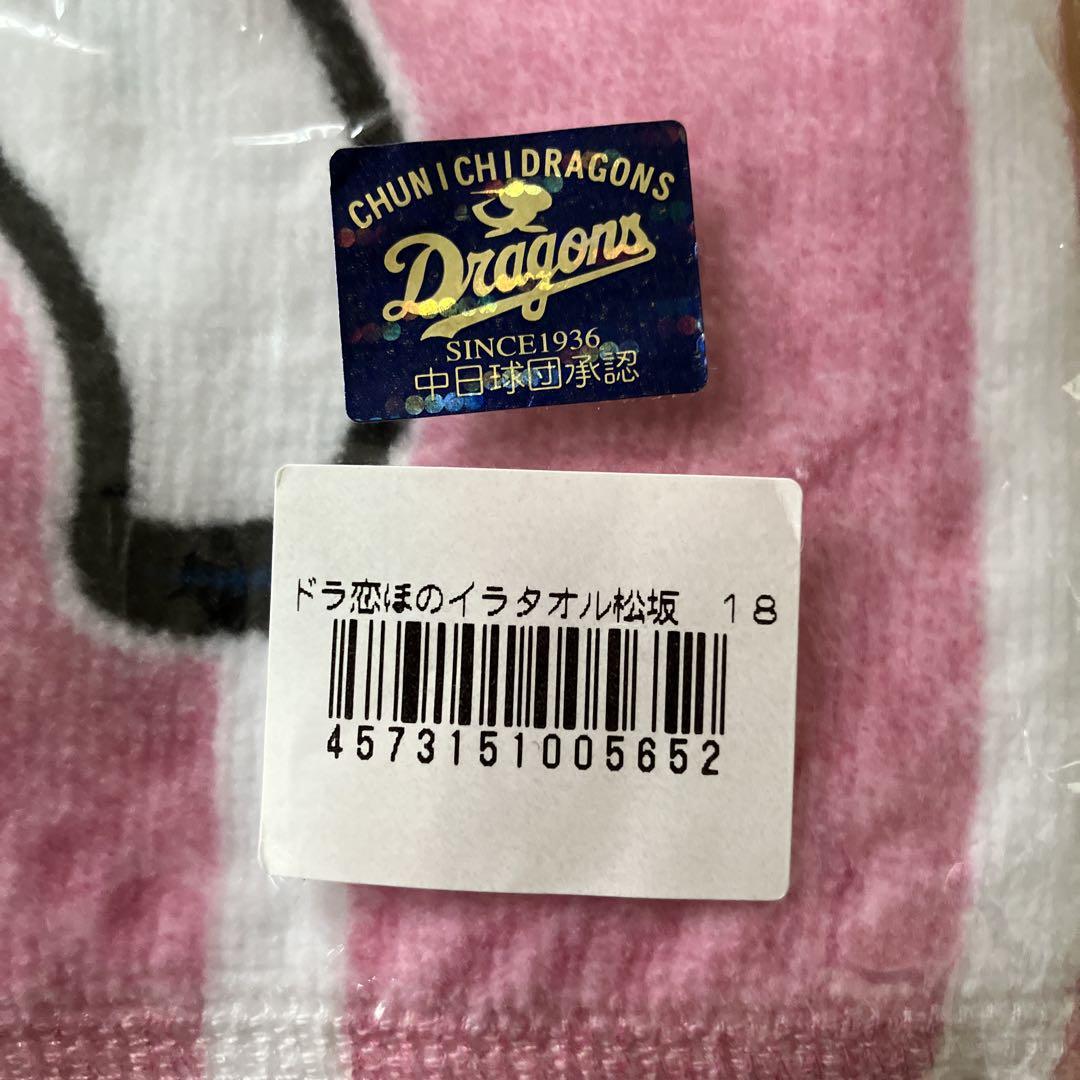 CHUNICHIDRAGONS
Dragons
SINCE1936
中日球団承認
ドラ恋ほのイラタオル松坂 18
4573151005652